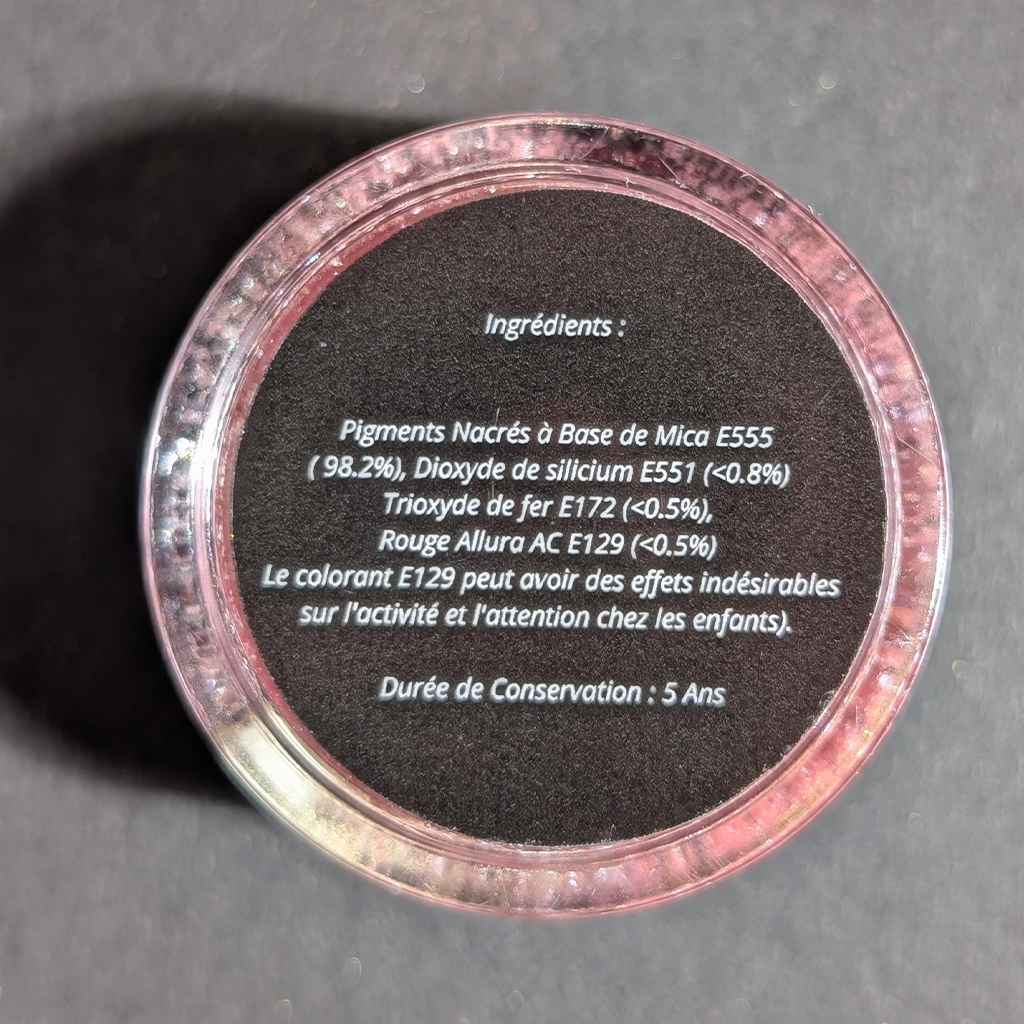 Ingrédients :
Pigments Nacrés à Base de Mica E555
( 98.2%), Dioxyde de silicium E551 (<0.8%)
Trioxyde de fer E172 (<0.5%),
Rouge Allura AC E129 (<0.5%)
Le colorant E129 peut avoir des effets indésirables
sur l'activité et l'attention chez les enfants).
Durée de Conservation : 5 Ans